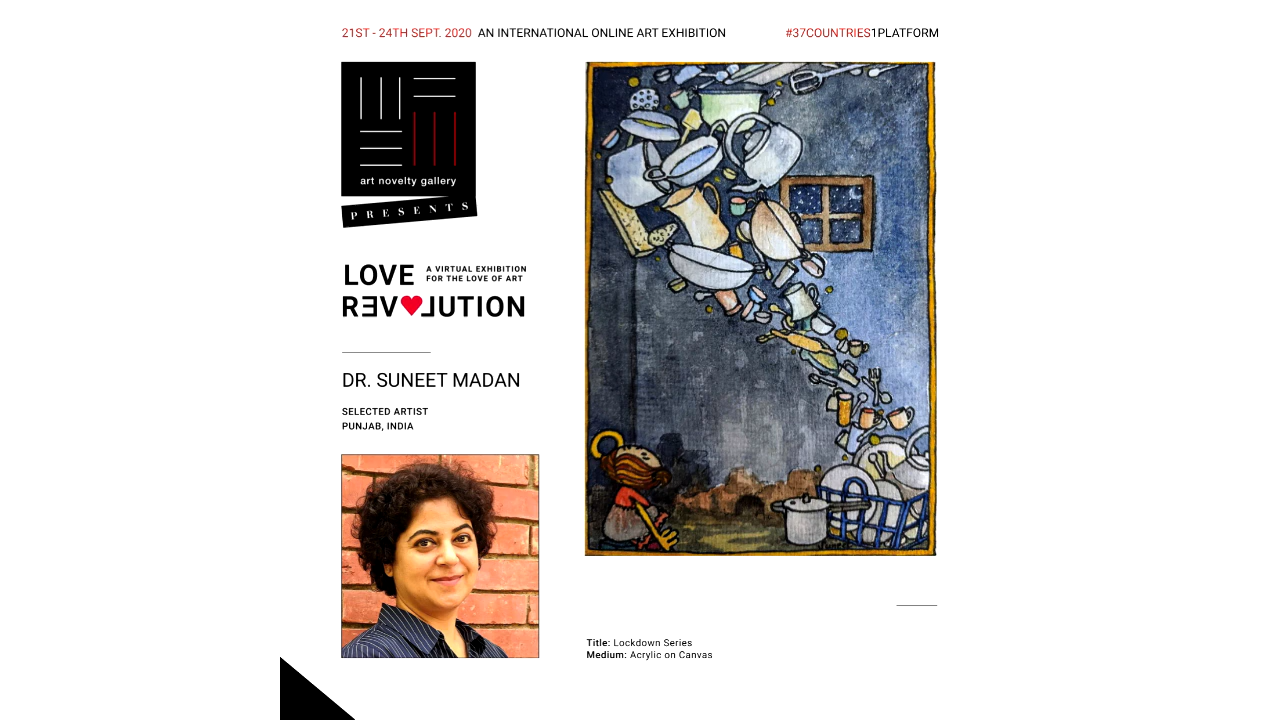 21ST - 24TH SEPT. 2020 AN INTERNATIONAL ONLINE ART EXHIBITION
#37COUNTRIES1PLATFORM
art novelty gallery
PRESENTS
LOVE
A VIRTUAL EXHIBITION
FOR THE LOVE OF ART
REV♥LUTION
DR. SUNEET MADAN
SELECTED ARTIST
PUNJAB, INDIA
Title: Lockdown Series
Medium: Acrylic on Canvas